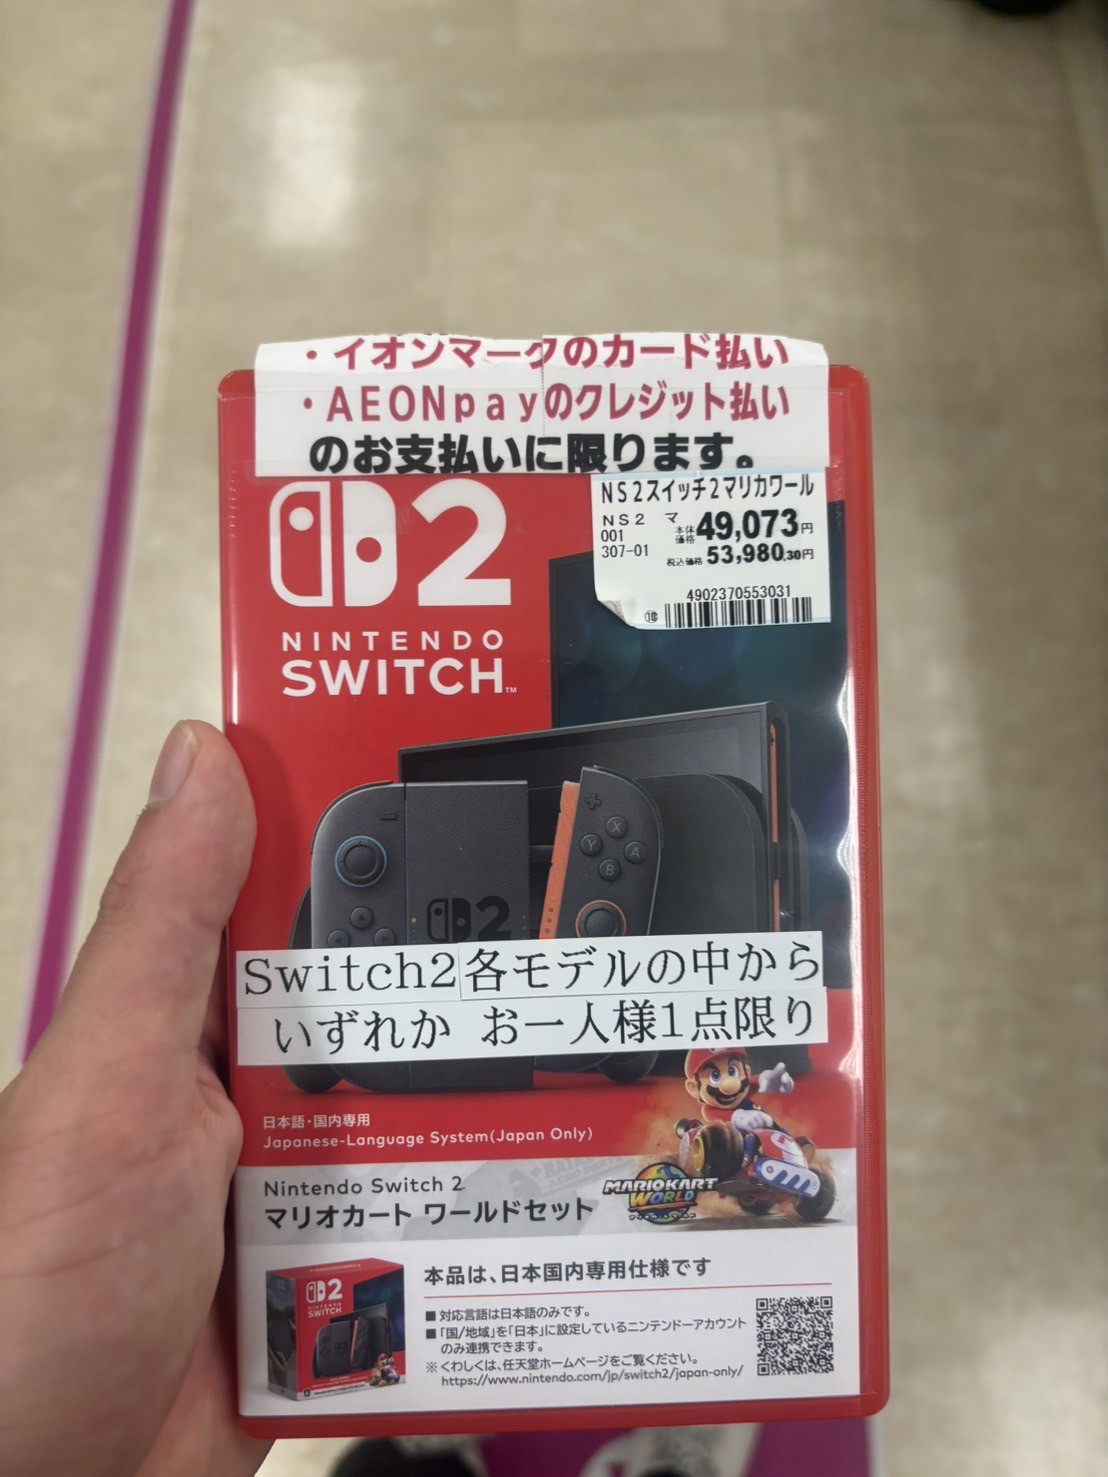 ・イオンマークのカード払い
・AEONpayのクレジット払い
のお支払いに限ります。
NS2スイッチ2マリカワール
NS2 マ
001
307-01
本体価格 49,073円
税込価格 53,980.30円
4902370553031
⑩
2
NINTENDO
SWITCH™
X
Y
A
B
2
Switch2各モデルの中から
いずれか お一人様1点限り
日本語・国内専用
Japanese-Language System(Japan Only)
Nintendo Switch 2
マリオカート ワールドセット
MARIOKART
WORLD
本品は、日本国内専用仕様です
■対応言語は日本語のみです。
■「国/地域」を「日本」に設定しているニンテンドーアカウント
のみ連携できます。
※くわしくは、任天堂ホームページをご覧ください。
https://www.nintendo.com/jp/switch2/japan-only/
2
NINTENDO
SWITCH